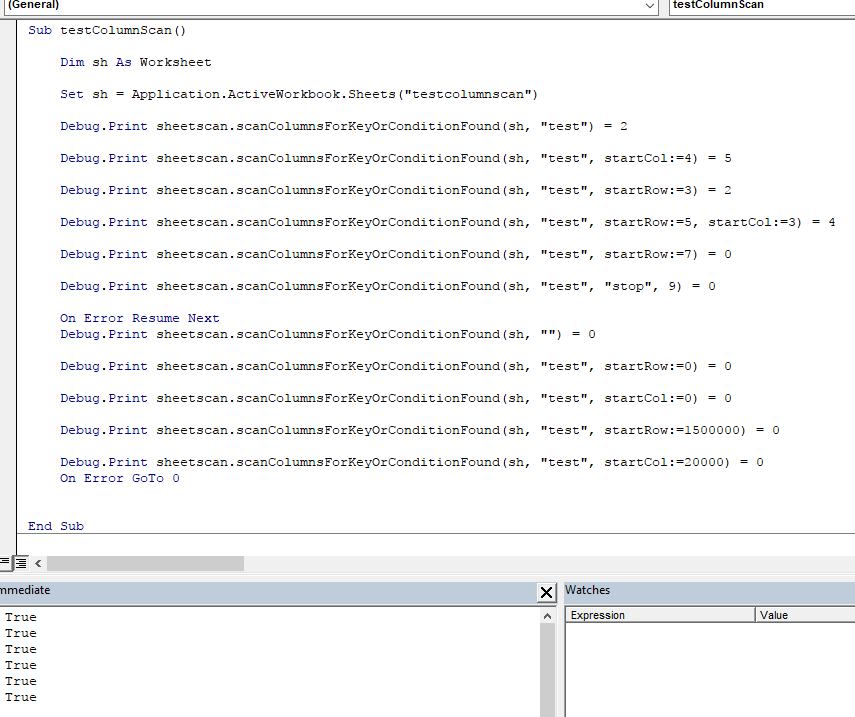 (General) testColumnScan
Sub testColumnScan()
Dim sh As Worksheet
Set sh = Application.ActiveWorkbook.Sheets("testcolumnscan")
Debug.Print sheetscan.scanColumnsForKeyOrConditionFound(sh, "test") = 2
Debug.Print sheetscan.scanColumnsForKeyOrConditionFound(sh, "test", startCol:=4) = 5
Debug.Print sheetscan.scanColumnsForKeyOrConditionFound(sh, "test", startRow:=3) = 2
Debug.Print sheetscan.scanColumnsForKeyOrConditionFound(sh, "test", startRow:=5, startCol:=3) = 4
Debug.Print sheetscan.scanColumnsForKeyOrConditionFound(sh, "test", startRow:=7) = 0
Debug.Print sheetscan.scanColumnsForKeyOrConditionFound(sh, "test", "stop", 9) = 0
On Error Resume Next
Debug.Print sheetscan.scanColumnsForKeyOrConditionFound(sh, "") = 0
Debug.Print sheetscan.scanColumnsForKeyOrConditionFound(sh, "test", startRow:=0) = 0
Debug.Print sheetscan.scanColumnsForKeyOrConditionFound(sh, "test", startCol:=0) = 0
Debug.Print sheetscan.scanColumnsForKeyOrConditionFound(sh, "test", startRow:=1500000) = 0
Debug.Print sheetscan.scanColumnsForKeyOrConditionFound(sh, "test", startCol:=20000) = 0
On Error GoTo 0
End Sub
mmediate
True
True
True
True
True
True
Watches
Expression Value